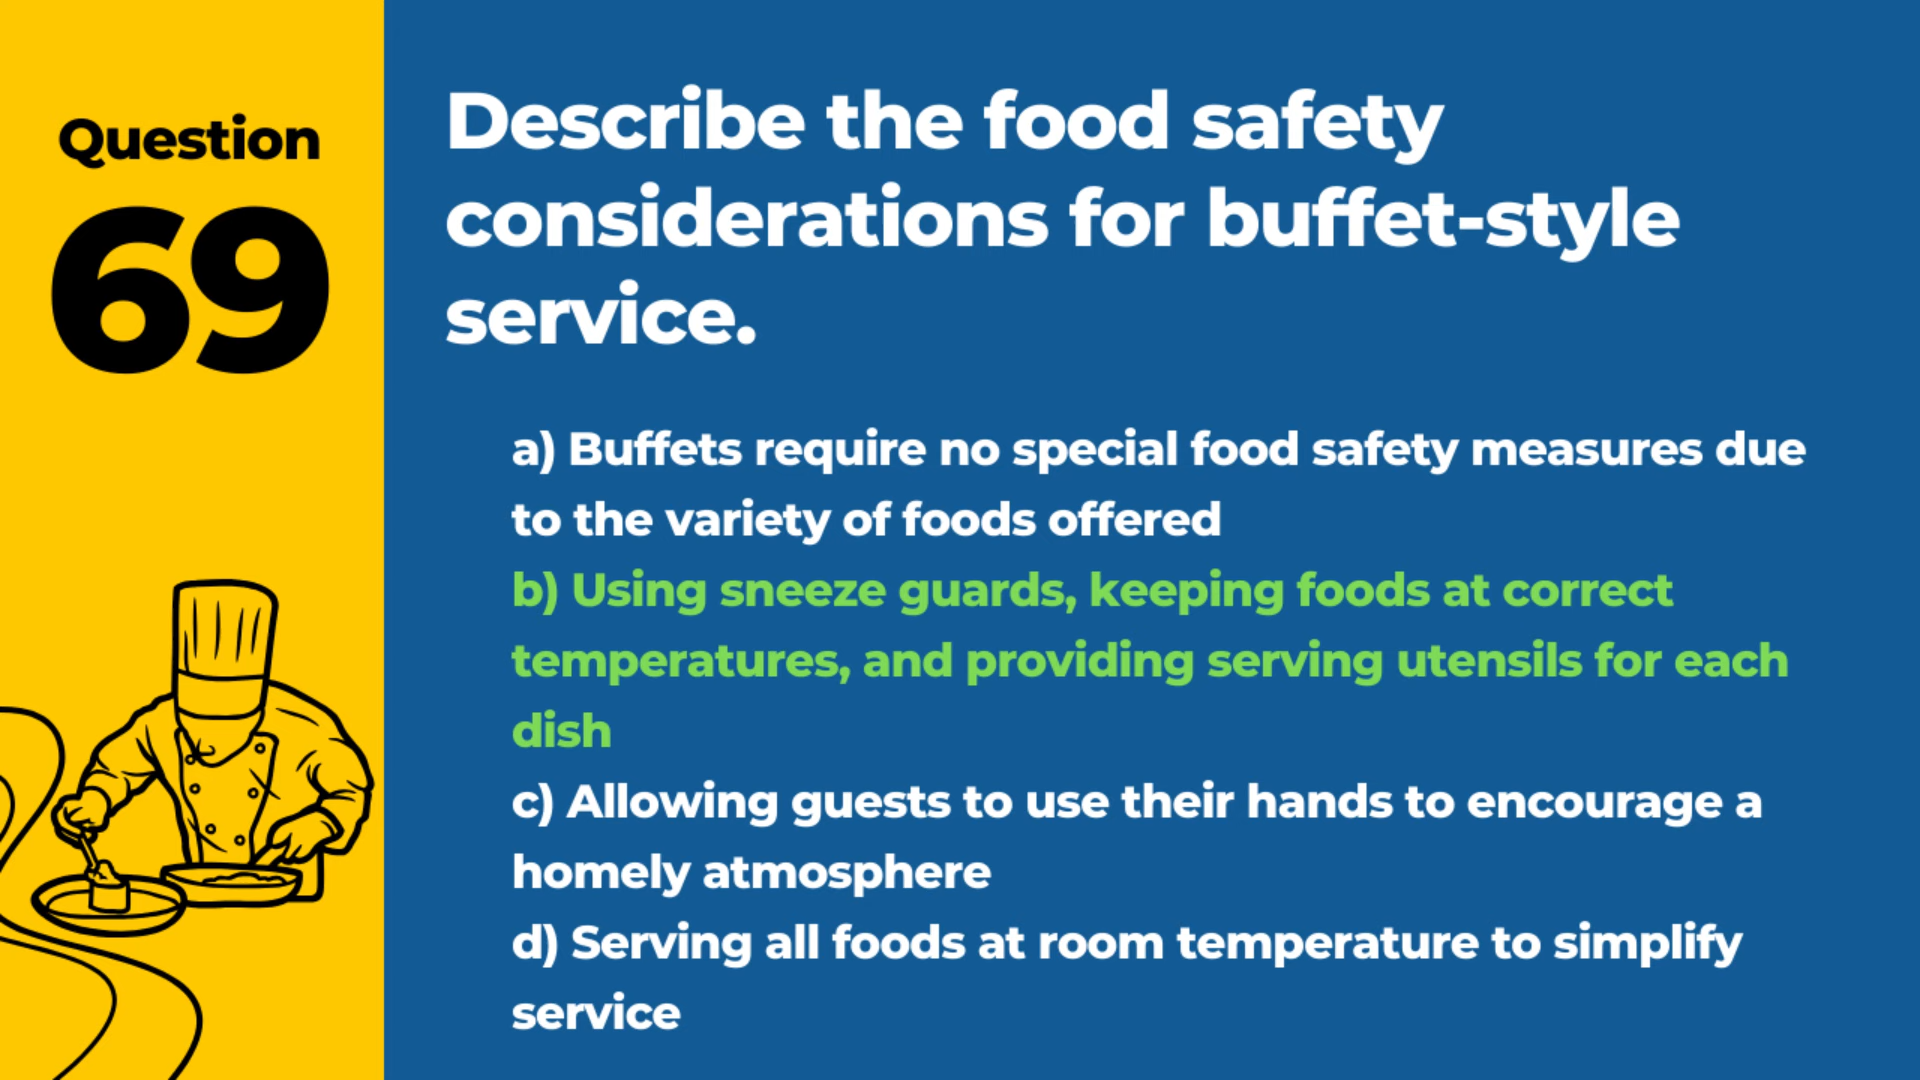 Question
69
Describe the food safety
considerations for buffet-style
service.
a) Buffets require no special food safety measures due
to the variety of foods offered
b) Using sneeze guards, keeping foods at correct
temperatures, and providing serving utensils for each
dish
c) Allowing guests to use their hands to encourage a
homely atmosphere
d) Serving all foods at room temperature to simplify
service